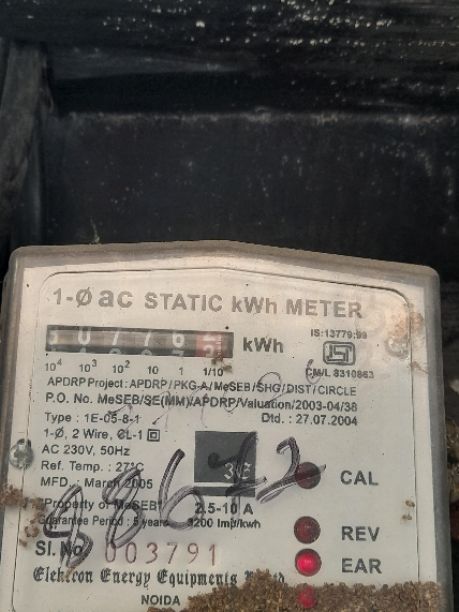 1-Ø ac STATIC kWh METER
kWh
IS:13779:99
10⁴ 10³ 10² 10 1 1/10
CM/L 8310863
APDRP Project : APDRP/PKG-A/MeSEB/SHG/DIST/CIRCLE
P.O. No. MeSEB/SE(MM)/APDRP/Valuation/2003-04/38
Type : 1E-05-8-1 Dtd. : 27.07.2004
1-Ø, 2 Wire, CL-1
AC 230V, 50Hz
Ref. Temp. : 27°C
MFD. : March 2005
CAL
"Property of MeSEB" 2.5-10 A
Guarantee Period : 5 years 3200 Imp/kwh
88672
REV
Sl. No. 003791
EAR
Elektron Energy Equipments
NOIDA